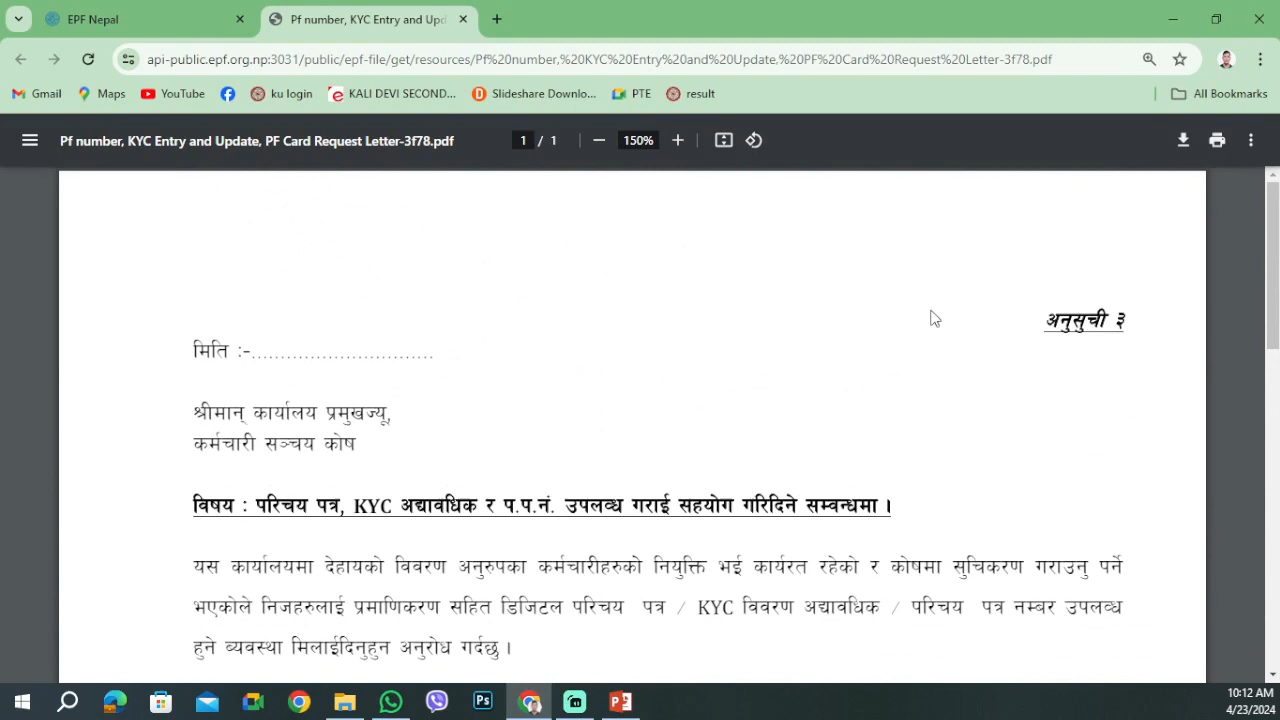 EPF Nepal
Pf number, KYC Entry and Upd
api-public.epf.org.np:3031/public/epf-file/get/resources/Pf%20number,%20KYC%20Entry%20and%20Update,%20PF%20Card%20Request%20Letter-3f78.pdf
Gmail Maps YouTube ku login KALI DEVI SECOND... Slideshare Downlo... PTE result All Bookmarks
Pf number, KYC Entry and Update, PF Card Request Letter-3f78.pdf 1 / 1 150%
अनुसुची ३
मिति :-................................
श्रीमान् कार्यालय प्रमुखज्यू,
कर्मचारी सञ्चय कोष
विषय : परिचय पत्र, KYC अद्यावधिक र प.प.नं. उपलब्ध गराई सहयोग गरिदिने सम्वन्धमा ।
यस कार्यालयमा देहायको विवरण अनुरुपका कर्मचारीहरुको नियुक्ति भई कार्यरत रहेको र कोषमा सुचिकरण गराउनु पर्ने
भएकोले निजहरुलाई प्रमाणिकरण सहित डिजिटल परिचय पत्र / KYC विवरण अद्यावधिक / परिचय पत्र नम्बर उपलब्ध
हुने ब्यवस्था मिलाईदिनुहुन अनुरोध गर्दछु ।
Ps
10:12 AM
4/23/2024